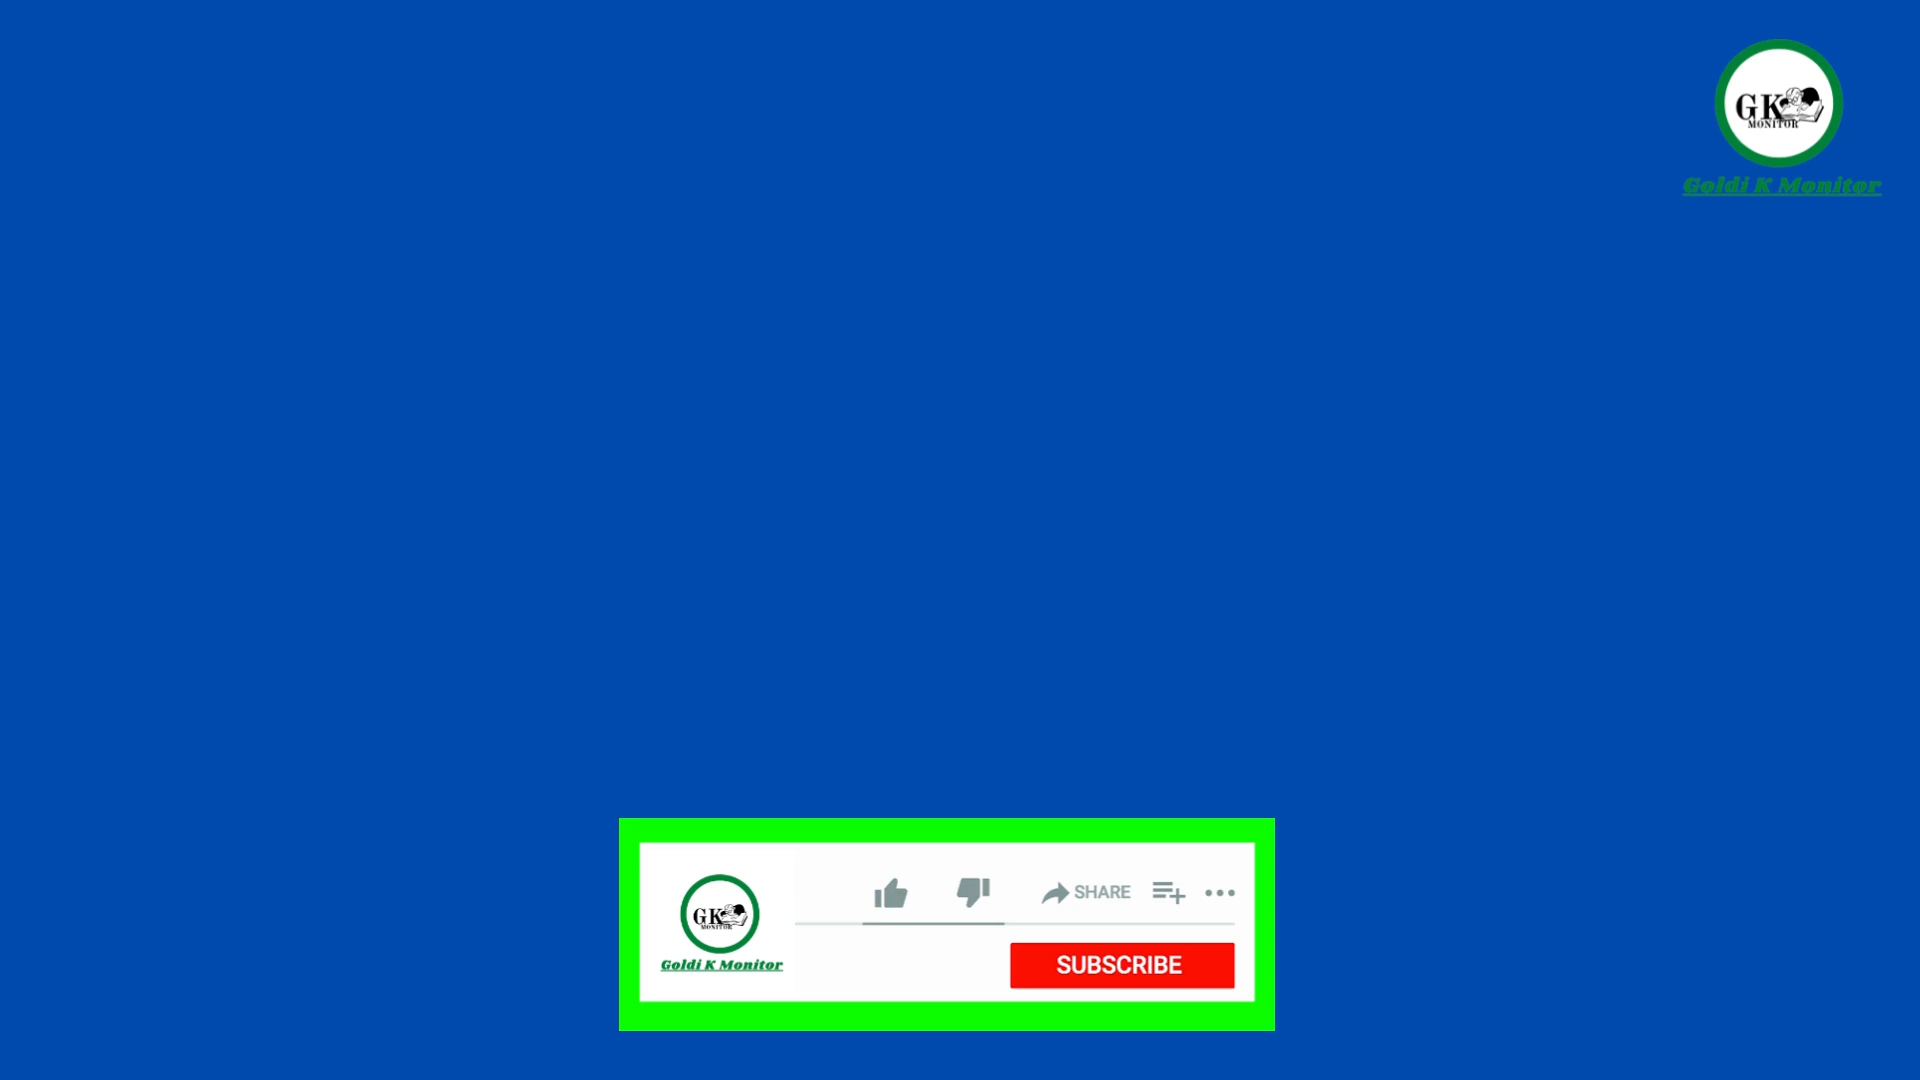 GK
MONITOR
Goldi K Monitor
SHARE
GK
MONITOR
Goldi K Monitor
SUBSCRIBE